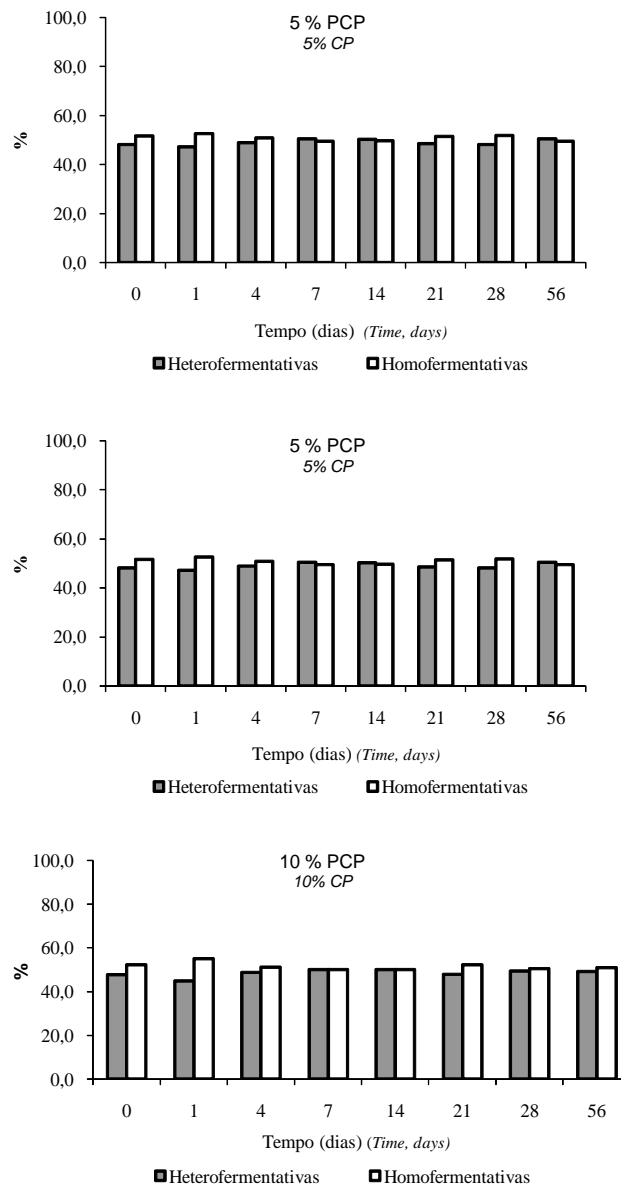 5 % PCP
5% CP
100,0
80,0
60,0
40,0
20,0
0,0
%
0 1 4 7 14 21 28 56
Tempo (dias) (Time, days)
Heterofermentativas Homofermentativas
5 % PCP
5% CP
100,0
80,0
60,0
40,0
20,0
0,0
%
0 1 4 7 14 21 28 56
Tempo (dias) (Time, days)
Heterofermentativas Homofermentativas
10 % PCP
10% CP
100,0
80,0
60,0
40,0
20,0
0,0
%
0 1 4 7 14 21 28 56
Tempo (dias) (Time, days)
Heterofermentativas Homofermentativas